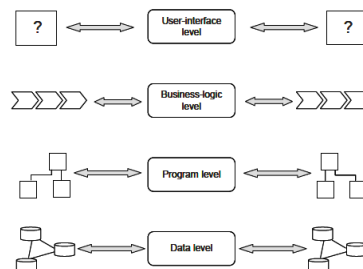 ? User-interface level ?
Business-logic level
Program level
Data level